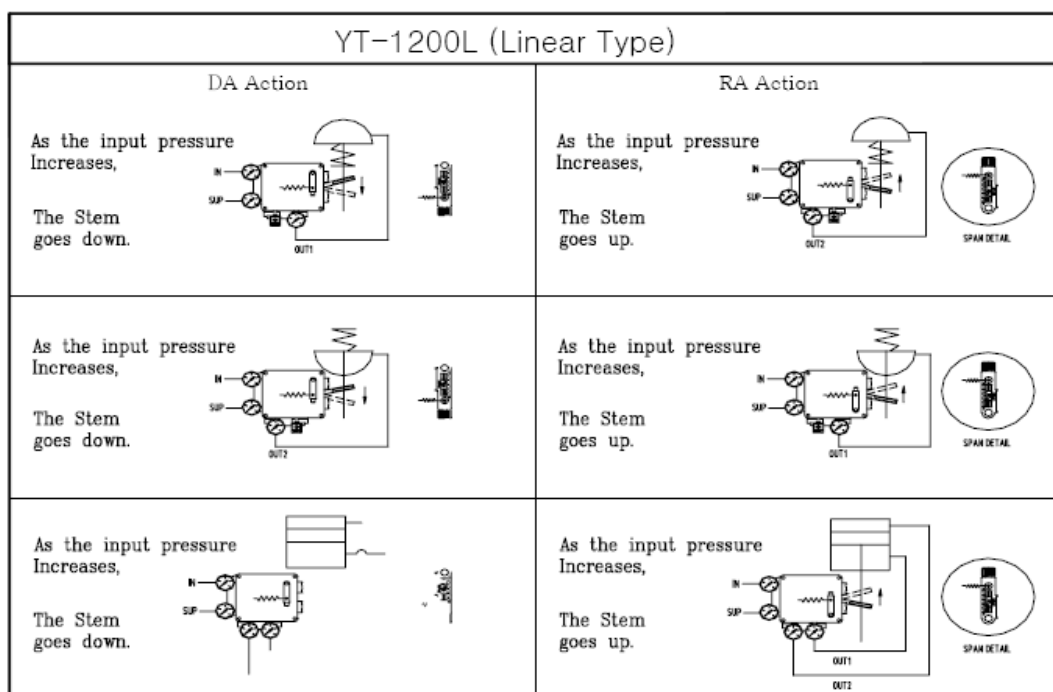 YT-1200L (Linear Type)
DA Action
RA Action
As the input pressure
Increases,
The Stem
goes down.
IN
SUP
OUT1
As the input pressure
Increases,
The Stem
goes up.
IN
SUP
OUT2
SPAN DETAIL
As the input pressure
Increases,
The Stem
goes down.
IN
SUP
OUT2
As the input pressure
Increases,
The Stem
goes up.
IN
SUP
OUT1
SPAN DETAIL
As the input pressure
Increases,
The Stem
goes down.
IN
SUP
As the input pressure
Increases,
The Stem
goes up.
IN
SUP
OUT1
OUT2
SPAN DETAIL